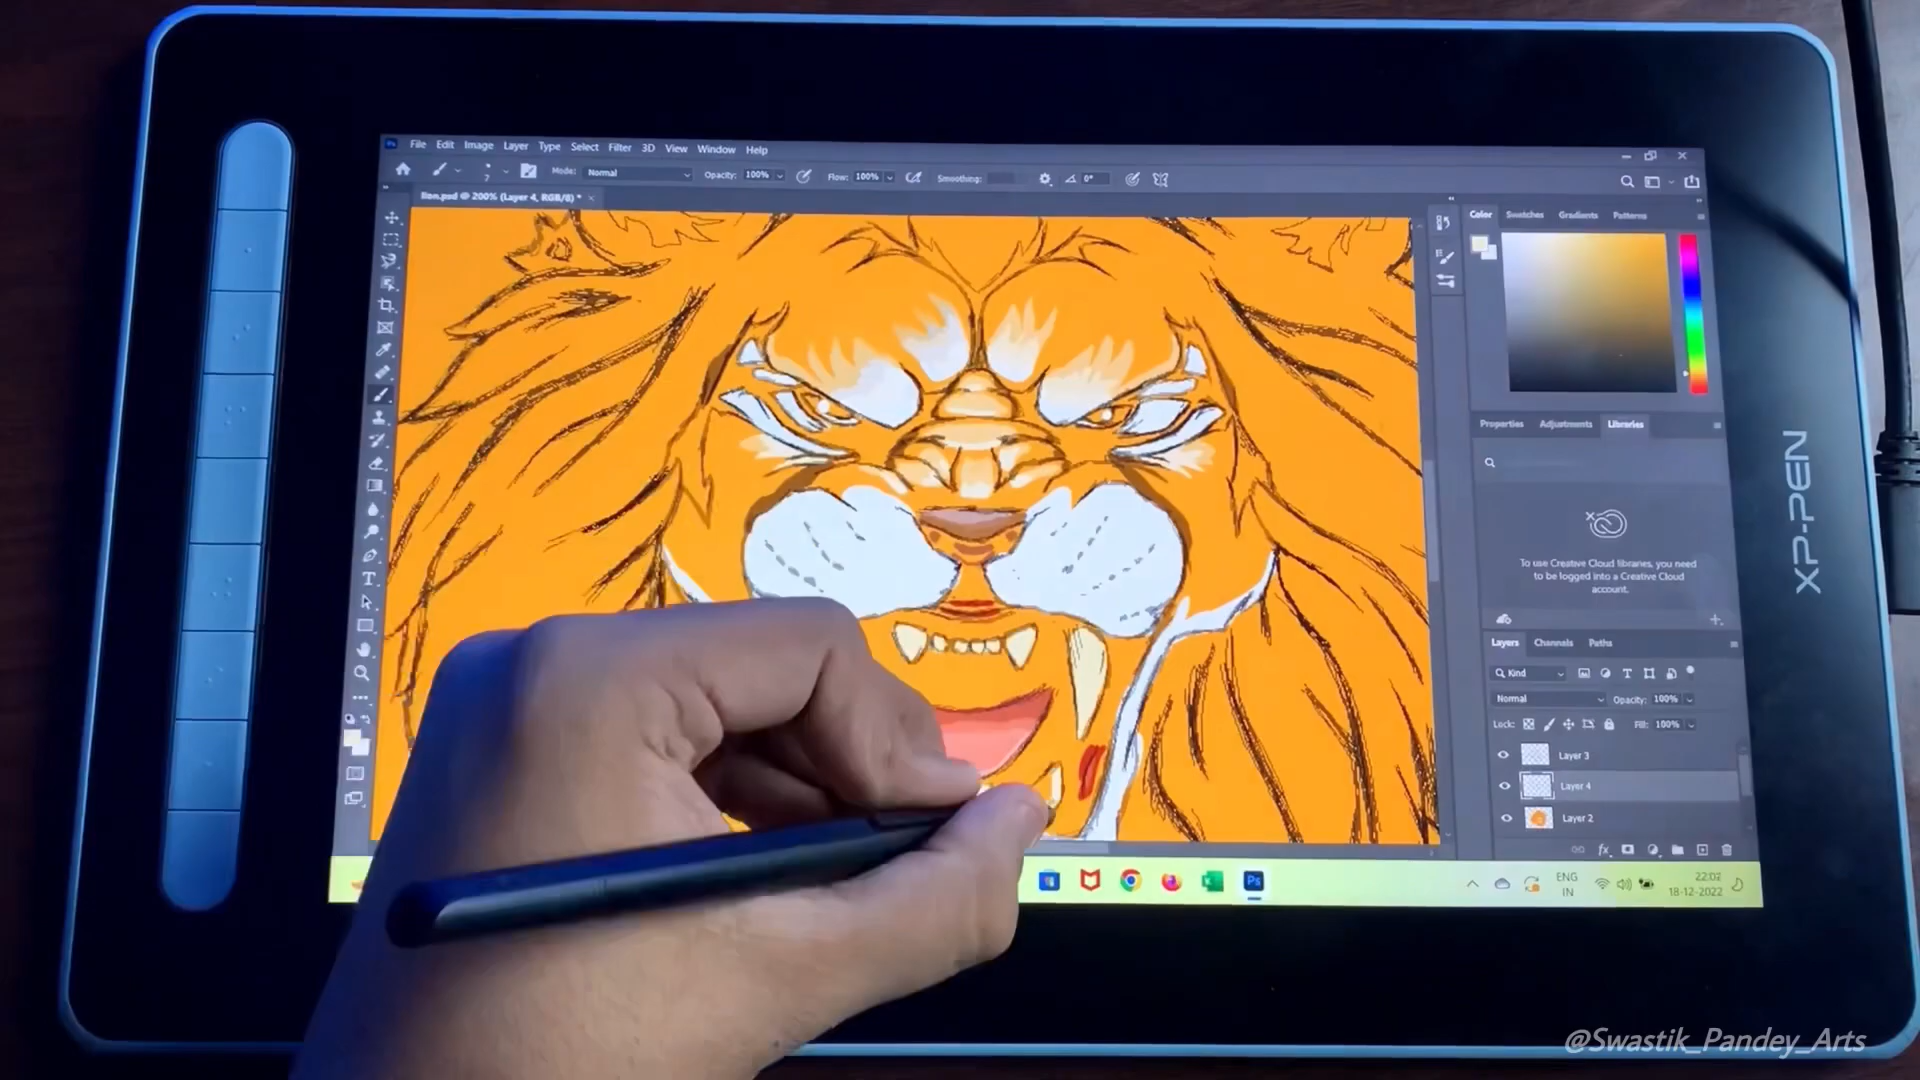 File Edit Image Layer Type Select Filter 3D View Window Help
Mode: Normal Opacity: 100% Flow: 100% Smoothing: 0°
lion.psd @ 200% (Layer 4, RGB/8) *
Color Swatches Gradients Patterns
Properties Adjustments Libraries
To use Creative Cloud libraries, you need
to be logged into a Creative Cloud
account.
Layers Channels Paths
Kind
Normal Opacity: 100%
Lock: Fill: 100%
Layer 3
Layer 4
Layer 2
ENG
IN
22:02
18-12-2022
XP-PEN
@Swastik_Pandey_Arts